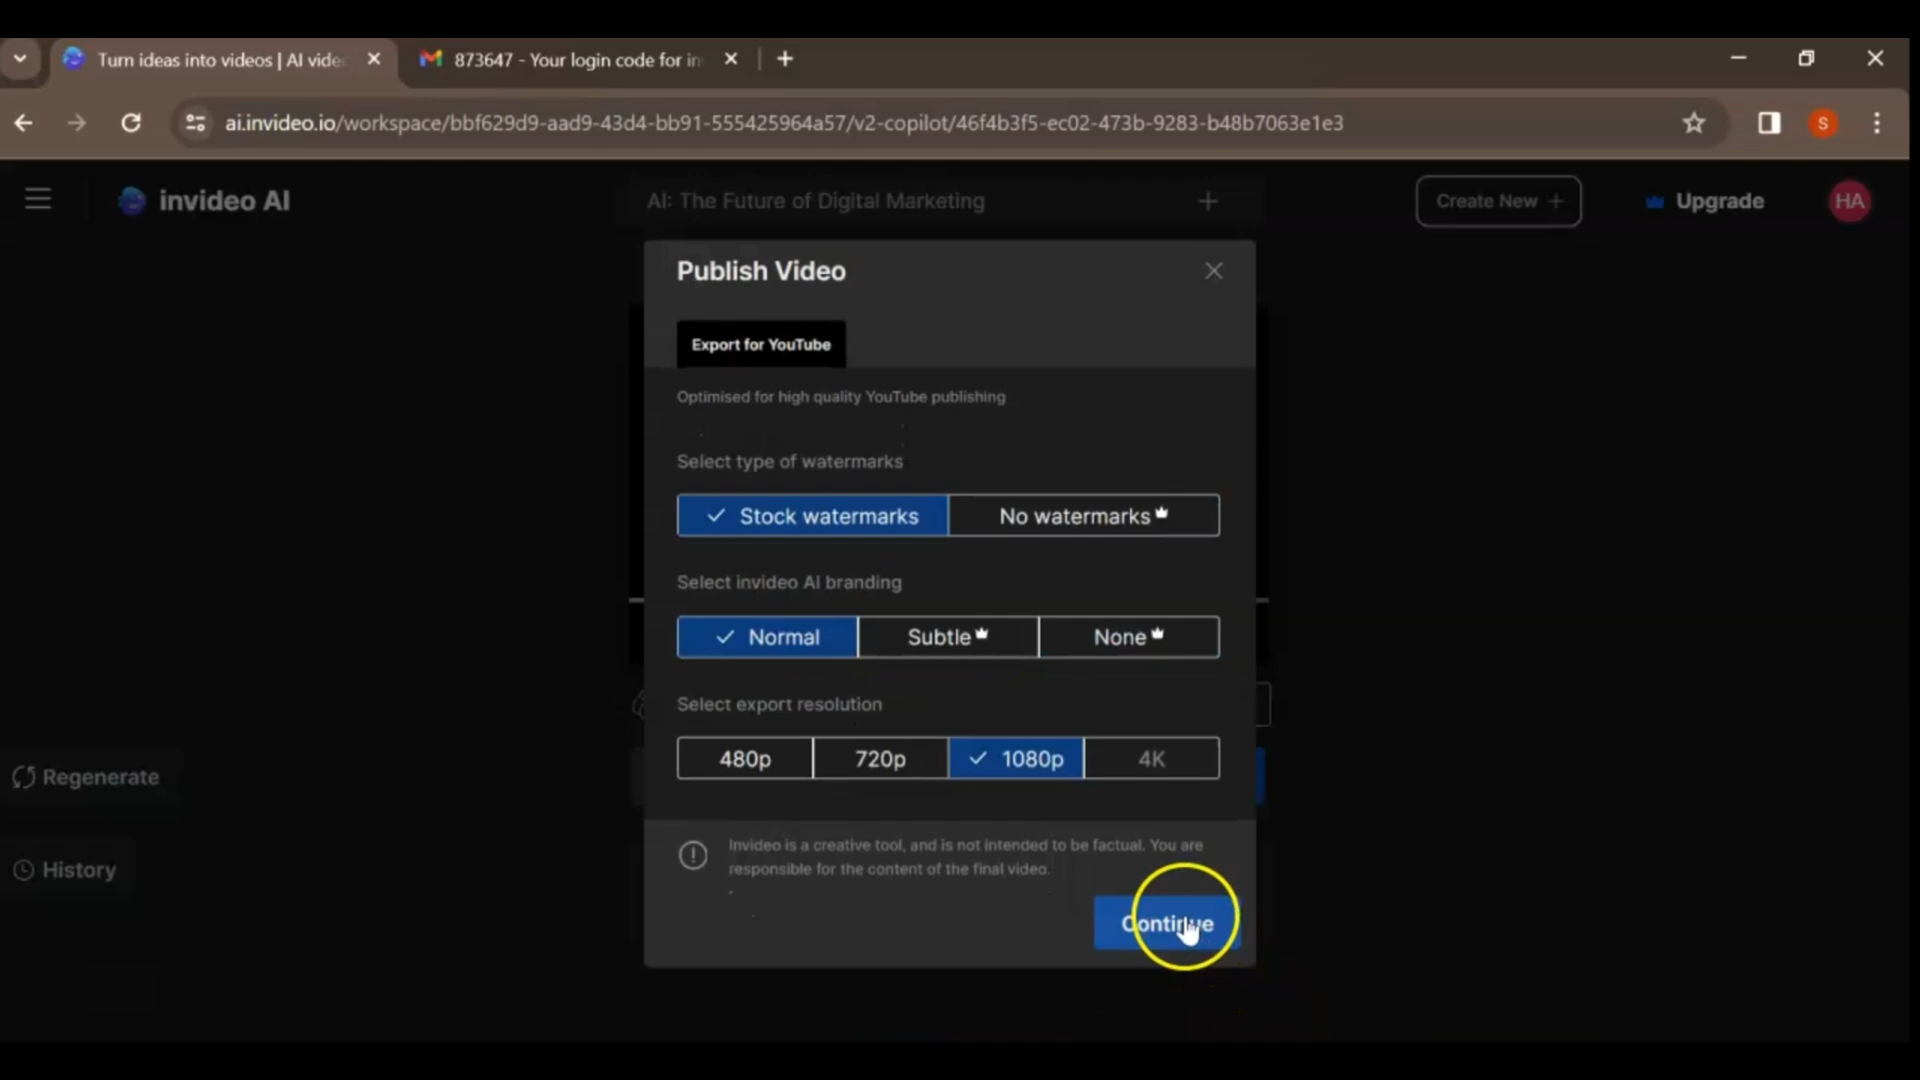 Turn ideas into videos | AI vide
873647 - Your login code for in
ai.invideo.io/workspace/bbf629d9-aad9-43d4-bb91-555425964a57/v2-copilot/46f4b3f5-ec02-473b-9283-b48b7063e1e3
S
invideo AI
AI: The Future of Digital Marketing
Create New +
Upgrade
HA
Publish Video
Export for YouTube
Optimised for high quality YouTube publishing
Select type of watermarks
Stock watermarks
No watermarks
Select invideo AI branding
Normal
Subtle
None
Select export resolution
480p
720p
1080p
4K
Regenerate
History
Invideo is a creative tool, and is not intended to be factual. You are
responsible for the content of the final video.
Continue